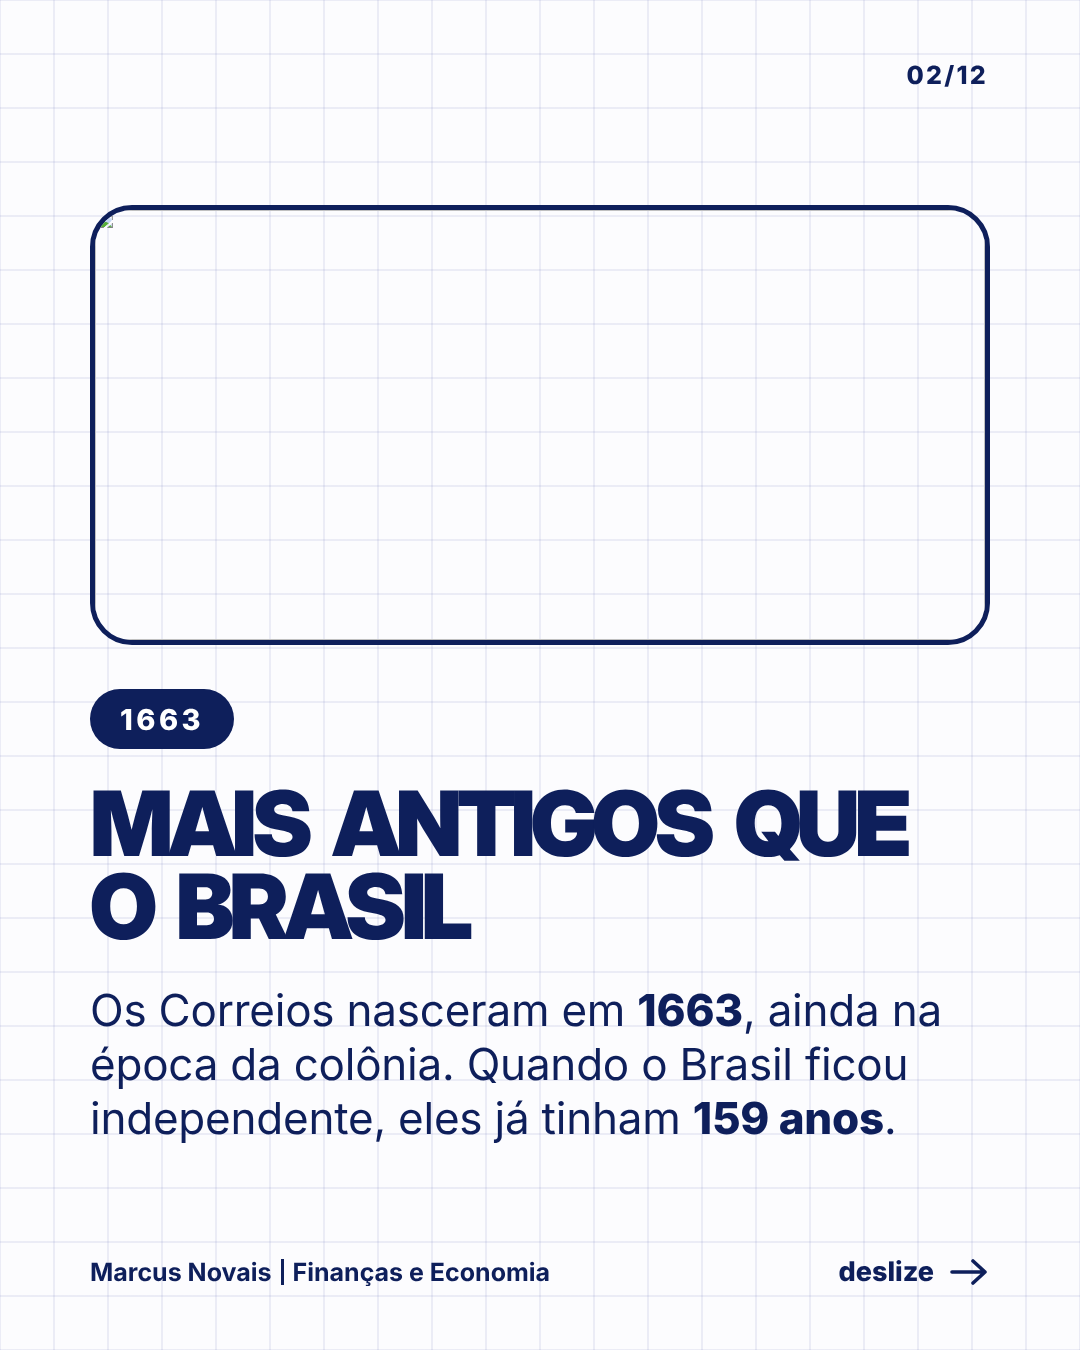 02/12
1663
MAIS ANTIGOS QUE
O BRASIL
Os Correios nasceram em 1663, ainda na
época da colônia. Quando o Brasil ficou
independente, eles já tinham 159 anos.
Marcus Novais | Finanças e Economia
deslize →